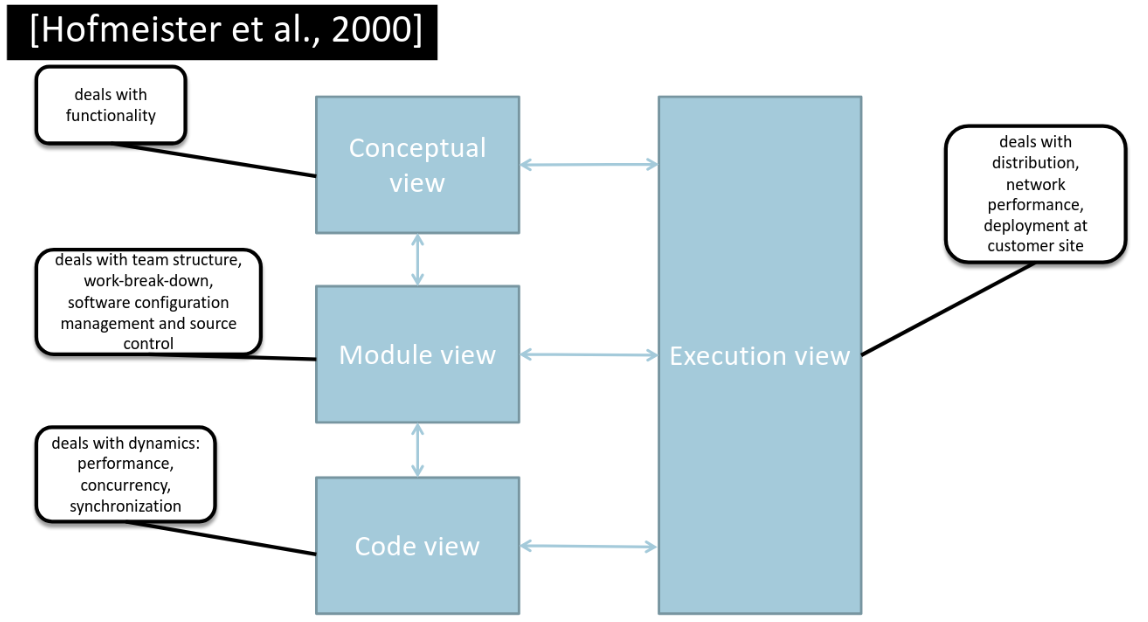 [Hofmeister et al., 2000]
deals with
functionality
Conceptual
view
deals with team structure,
work-break-down,
software configuration
management and source
control
Module view
deals with dynamics:
performance,
concurrency,
synchronization
Code view
Execution view
deals with
distribution,
network
performance,
deployment at
customer site